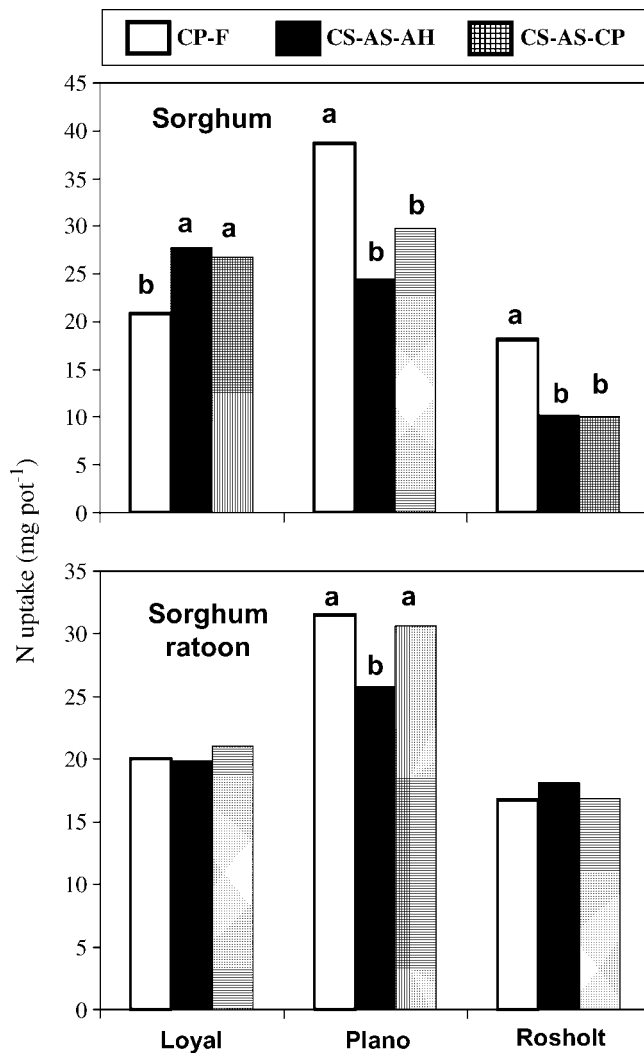 CP-F CS-AS-AH CS-AS-CP
Sorghum
45
40
35
30
25
20
15
10
5
0
b a a
a b b
a b b
N uptake (mg pot⁻¹)
Sorghum
ratoon
35
30
25
20
15
10
5
0
a b a
Loyal Plano Rosholt